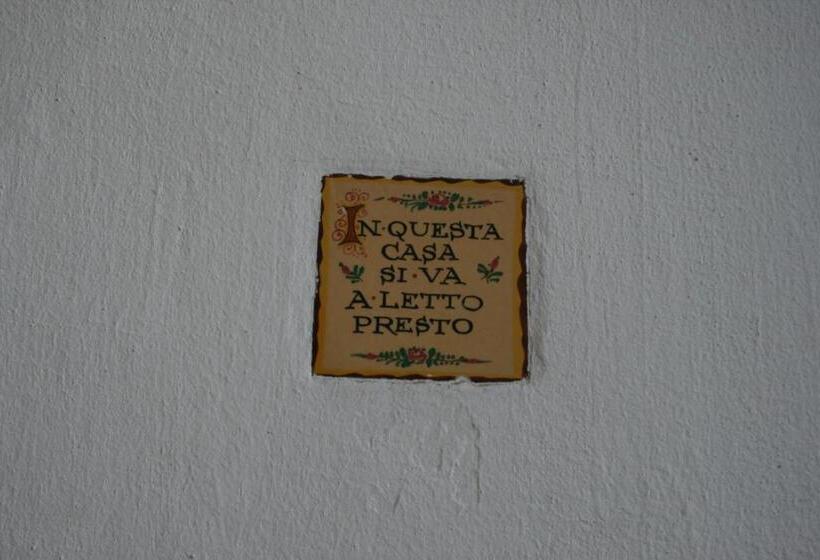 IN·QUESTA
CASA
SI·VA
A·LETTO
PRESTO